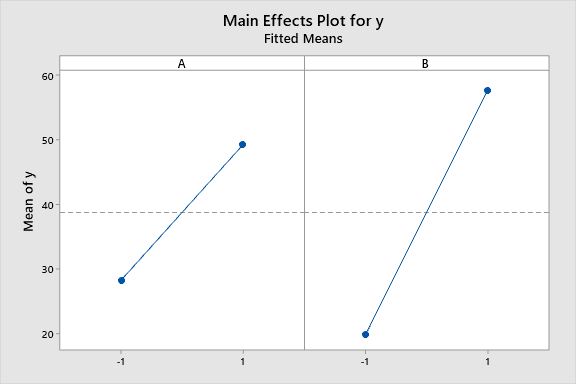 Main Effects Plot for y
Fitted Means
A B
60
50
40
30
20
Mean of y
-1 1 -1 1